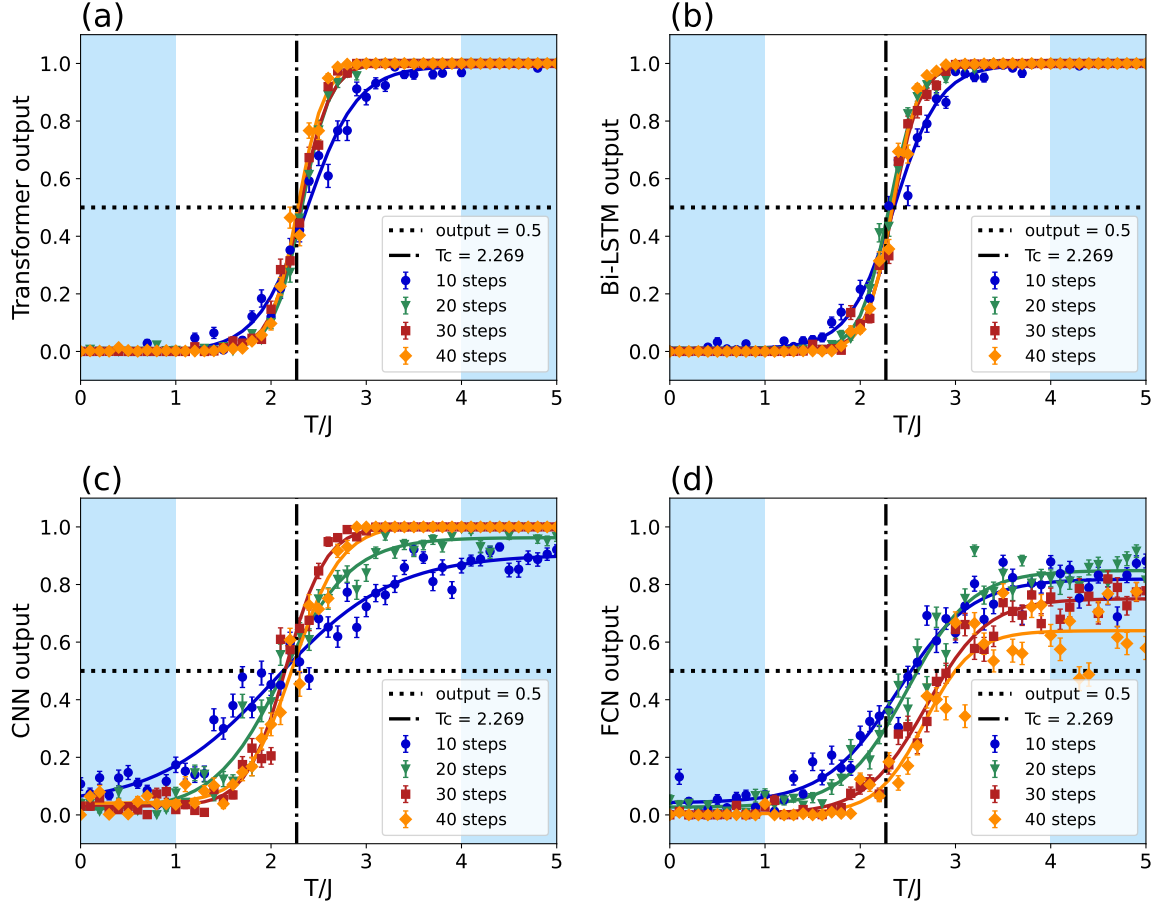 (a)
Transformer output
1.0
0.8
0.6
0.4
0.2
0.0
output = 0.5
Tc = 2.269
10 steps
20 steps
30 steps
40 steps
0 1 2 3 4 5
T/J
(b)
Bi-LSTM output
1.0
0.8
0.6
0.4
0.2
0.0
output = 0.5
Tc = 2.269
10 steps
20 steps
30 steps
40 steps
0 1 2 3 4 5
T/J
(c)
CNN output
1.0
0.8
0.6
0.4
0.2
0.0
output = 0.5
Tc = 2.269
10 steps
20 steps
30 steps
40 steps
0 1 2 3 4 5
T/J
(d)
FCN output
1.0
0.8
0.6
0.4
0.2
0.0
output = 0.5
Tc = 2.269
10 steps
20 steps
30 steps
40 steps
0 1 2 3 4 5
T/J